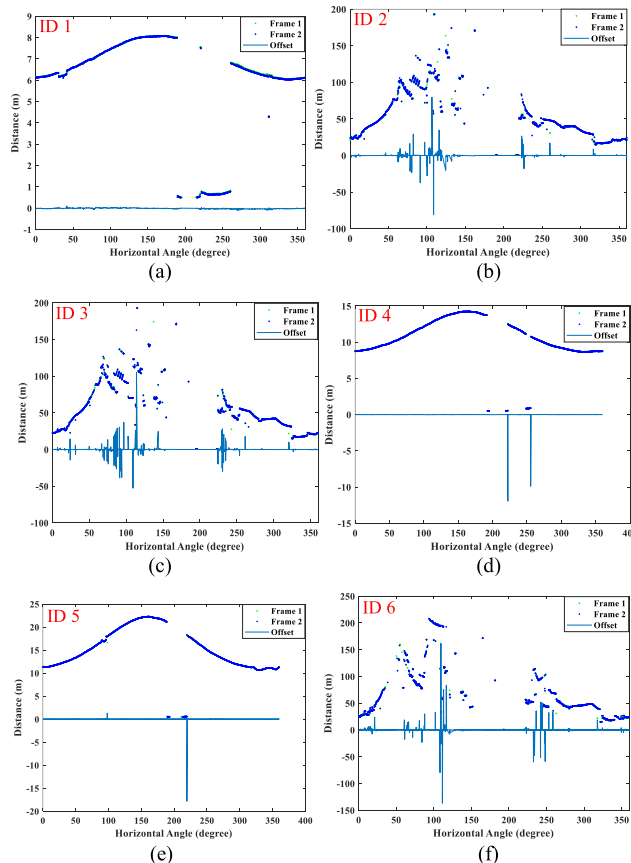 ID 1
Frame 1
Frame 2
Offset
9
8
7
6
5
4
3
2
1
0
-1
0 50 100 150 200 250 300 350
Distance (m)
Horizontal Angle (degree)
(a)
ID 2
Frame 1
Frame 2
Offset
200
150
100
50
0
-50
-100
0 50 100 150 200 250 300 350
Distance (m)
Horizontal Angle (degree)
(b)
ID 3
Frame 1
Frame 2
Offset
200
150
100
50
0
-50
-100
0 50 100 150 200 250 300 350
Distance (m)
Horizontal Angle (degree)
(c)
ID 4
Frame 1
Frame 2
Offset
15
10
5
0
-5
-10
-15
0 50 100 150 200 250 300 350 400
Distance (m)
Horizontal Angle (degree)
(d)
ID 5
Frame 1
Frame 2
Offset
25
20
15
10
5
0
-5
-10
-15
-20
0 50 100 150 200 250 300 350 400
Distance (m)
Horizontal Angle (degree)
(e)
ID 6
Frame 1
Frame 2
Offset
250
200
150
100
50
0
-50
-100
-150
0 50 100 150 200 250 300 350
Distance (m)
Horizontal Angle (degree)
(f)